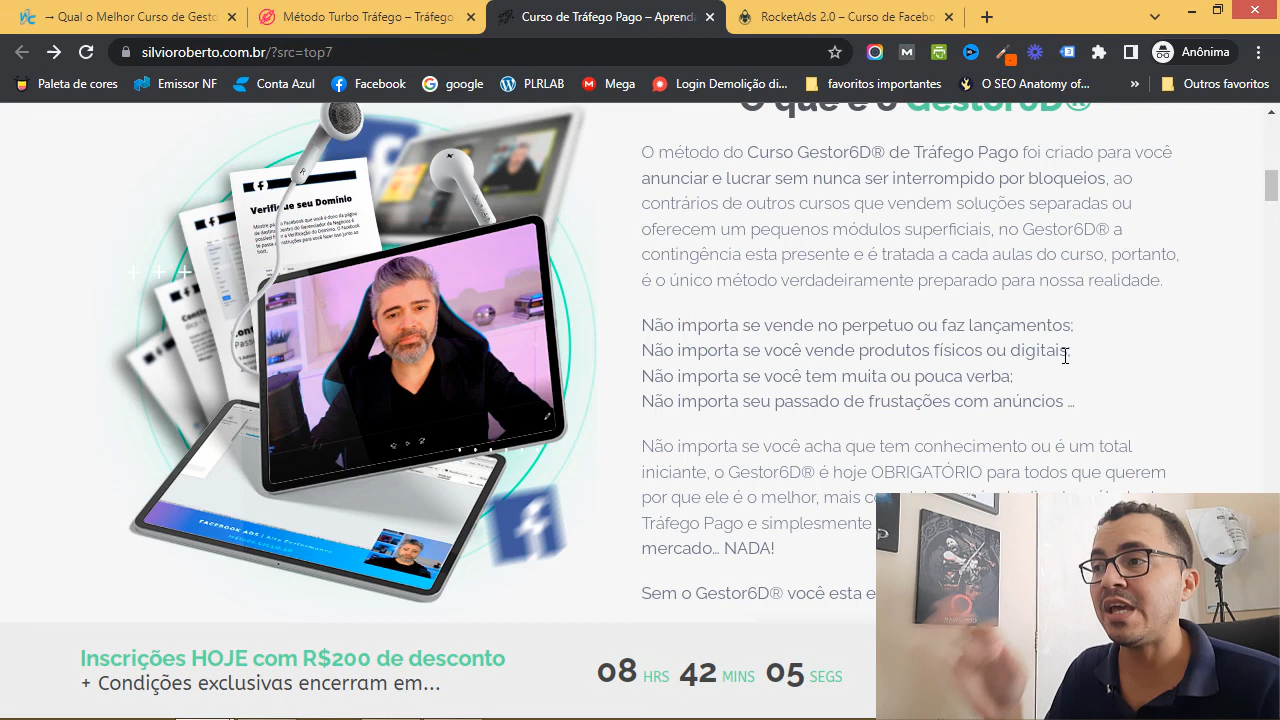 → Qual o Melhor Curso de Gesto
Método Turbo Tráfego – Tráfego
Curso de Tráfego Pago – Aprenda
RocketAds 2.0 – Curso de Facebo
silvioroberto.com.br/?src=top7
Anônima
Paleta de cores
Emissor NF
Conta Azul
Facebook
google
PLRLAB
Mega
Login Demolição di...
favoritos importantes
O SEO Anatomy of...
»
Outros favoritos
O que é o Gestor6D®
O método do Curso Gestor6D® de Tráfego Pago foi criado para você
anunciar e lucrar sem nunca ser interrompido por bloqueios, ao
contrários de outros cursos que vendem soluções separadas ou
oferecem um pequenos módulos superficiais, no Gestor6D® a
contingência esta presente e é tratada a cada aulas do curso, portanto,
e o único método verdadeiramente preparado para nossa realidade.
Não importa se vende no perpetuo ou faz lançamentos;
Não importa se você vende produtos fisicos ou digitais;
Não importa se você tem muita ou pouca verba;
Não importa seu passado de frustações com anúncios …
Não importa se você acha que tem conhecimento ou é um total
iniciante, o Gestor6D® é hoje OBRIGATÓRIO para todos que querem
por que ele é o melhor, mais
Tráfego Pago e simplesmente
mercado… NADA!
Sem o Gestor6D® você esta e
Verifique seu Domínio
FACEBOOK ADS | Alta Performance
Inscrições HOJE com R$200 de desconto
+ Condições exclusivas encerram em...
08 HRS 42 MINS 05 SEGS